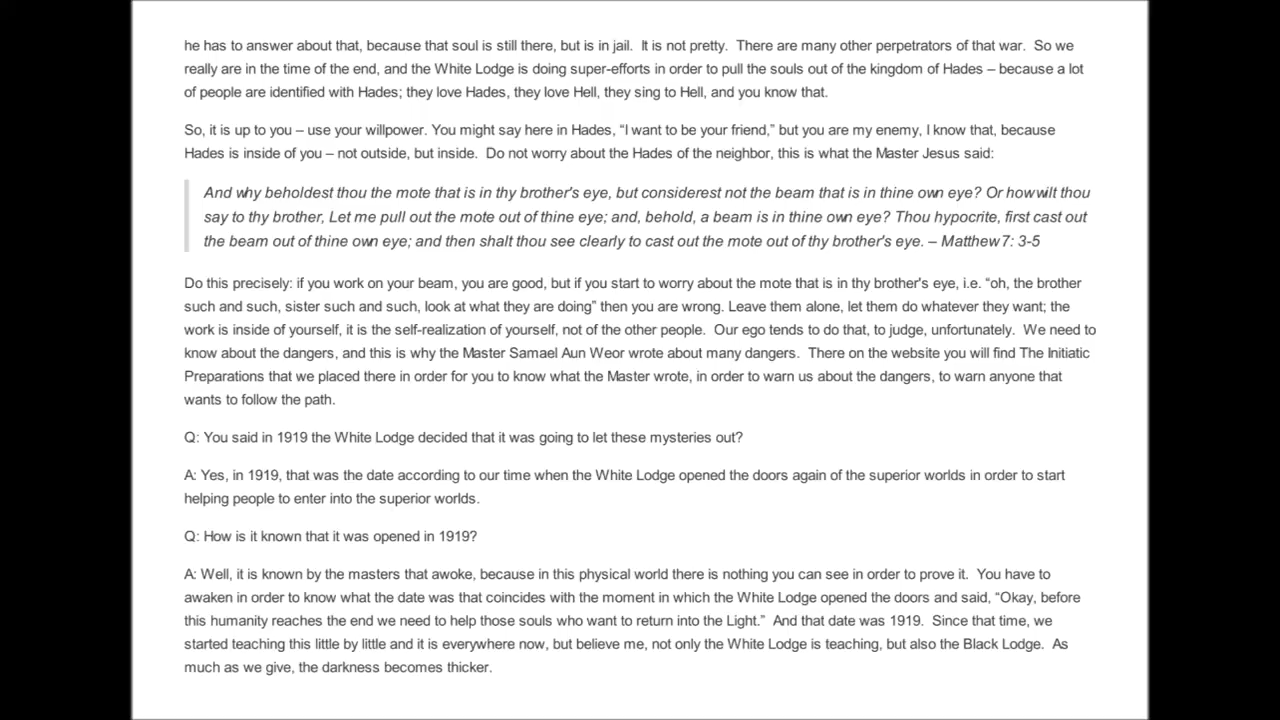 he has to answer about that, because that soul is still there, but is in jail.  It is not pretty.  There are many other perpetrators of that war.  So we
really are in the time of the end, and the White Lodge is doing super-efforts in order to pull the souls out of the kingdom of Hades – because a lot
of people are identified with Hades; they love Hades, they love Hell, they sing to Hell, and you know that.
So, it is up to you – use your willpower. You might say here in Hades, “I want to be your friend,” but you are my enemy, I know that, because
Hades is inside of you – not outside, but inside.  Do not worry about the Hades of the neighbor, this is what the Master Jesus said:
And why beholdest thou the mote that is in thy brother's eye, but considerest not the beam that is in thine own eye? Or how wilt thou
say to thy brother, Let me pull out the mote out of thine eye; and, behold, a beam is in thine own eye? Thou hypocrite, first cast out
the beam out of thine own eye; and then shalt thou see clearly to cast out the mote out of thy brother's eye. – Matthew 7: 3-5
Do this precisely: if you work on your beam, you are good, but if you start to worry about the mote that is in thy brother's eye, i.e. “oh, the brother
such and such, sister such and such, look at what they are doing” then you are wrong. Leave them alone, let them do whatever they want; the
work is inside of yourself, it is the self-realization of yourself, not of the other people.  Our ego tends to do that, to judge, unfortunately.  We need to
know about the dangers, and this is why the Master Samael Aun Weor wrote about many dangers.  There on the website you will find The Initiatic
Preparations that we placed there in order for you to know what the Master wrote, in order to warn us about the dangers, to warn anyone that
wants to follow the path.
Q: You said in 1919 the White Lodge decided that it was going to let these mysteries out?
A: Yes, in 1919, that was the date according to our time when the White Lodge opened the doors again of the superior worlds in order to start
helping people to enter into the superior worlds.
Q: How is it known that it was opened in 1919?
A: Well, it is known by the masters that awoke, because in this physical world there is nothing you can see in order to prove it.  You have to
awaken in order to know what the date was that coincides with the moment in which the White Lodge opened the doors and said, “Okay, before
this humanity reaches the end we need to help those souls who want to return into the Light.”  And that date was 1919.  Since that time, we
started teaching this little by little and it is everywhere now, but believe me, not only the White Lodge is teaching, but also the Black Lodge.  As
much as we give, the darkness becomes thicker.